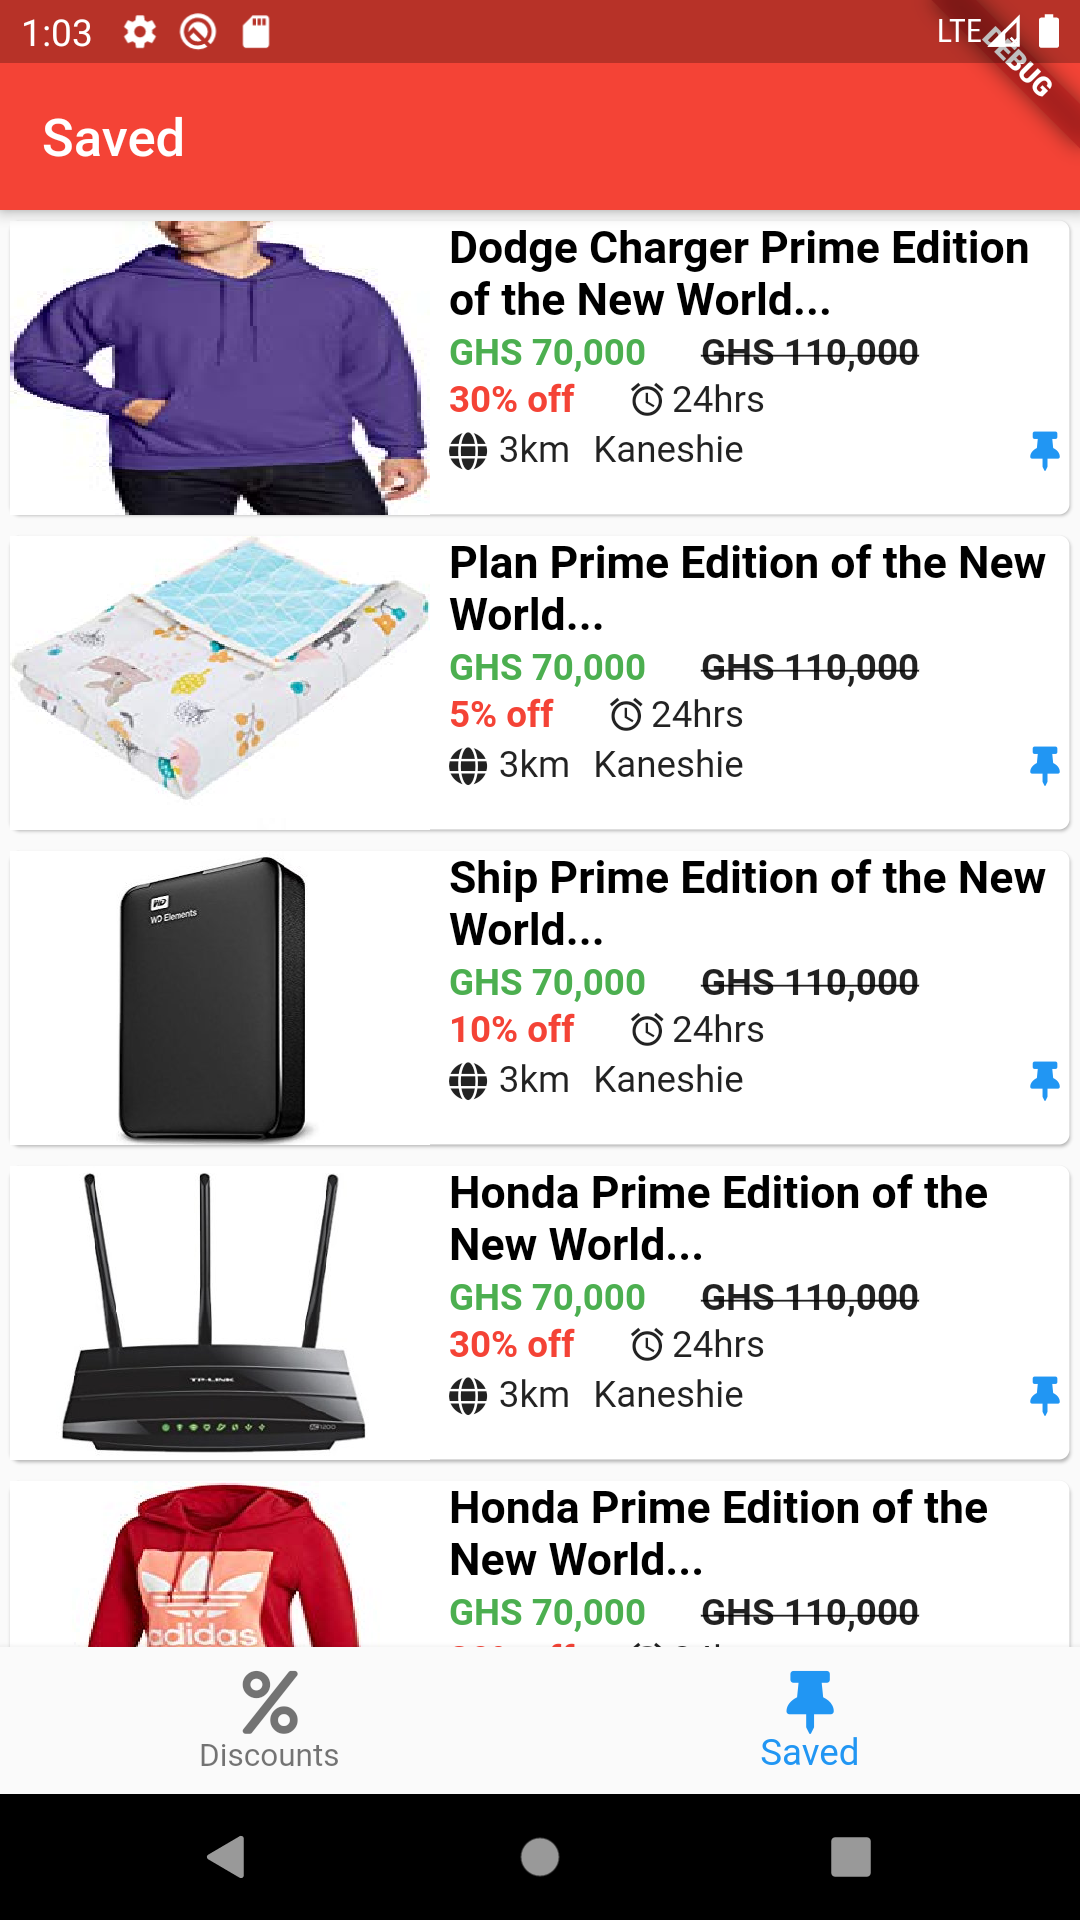 1:03 LTE
DEBUG
Saved
Dodge Charger Prime Edition
of the New World...
GHS 70,000 GHS 110,000
30% off 24hrs
3km Kaneshie
Plan Prime Edition of the New
World...
GHS 70,000 GHS 110,000
5% off 24hrs
3km Kaneshie
WD
WD Elements
Ship Prime Edition of the New
World...
GHS 70,000 GHS 110,000
10% off 24hrs
3km Kaneshie
TP-LINK
Honda Prime Edition of the
New World...
GHS 70,000 GHS 110,000
30% off 24hrs
3km Kaneshie
adidas
Honda Prime Edition of the
New World...
GHS 70,000 GHS 110,000
Discounts Saved